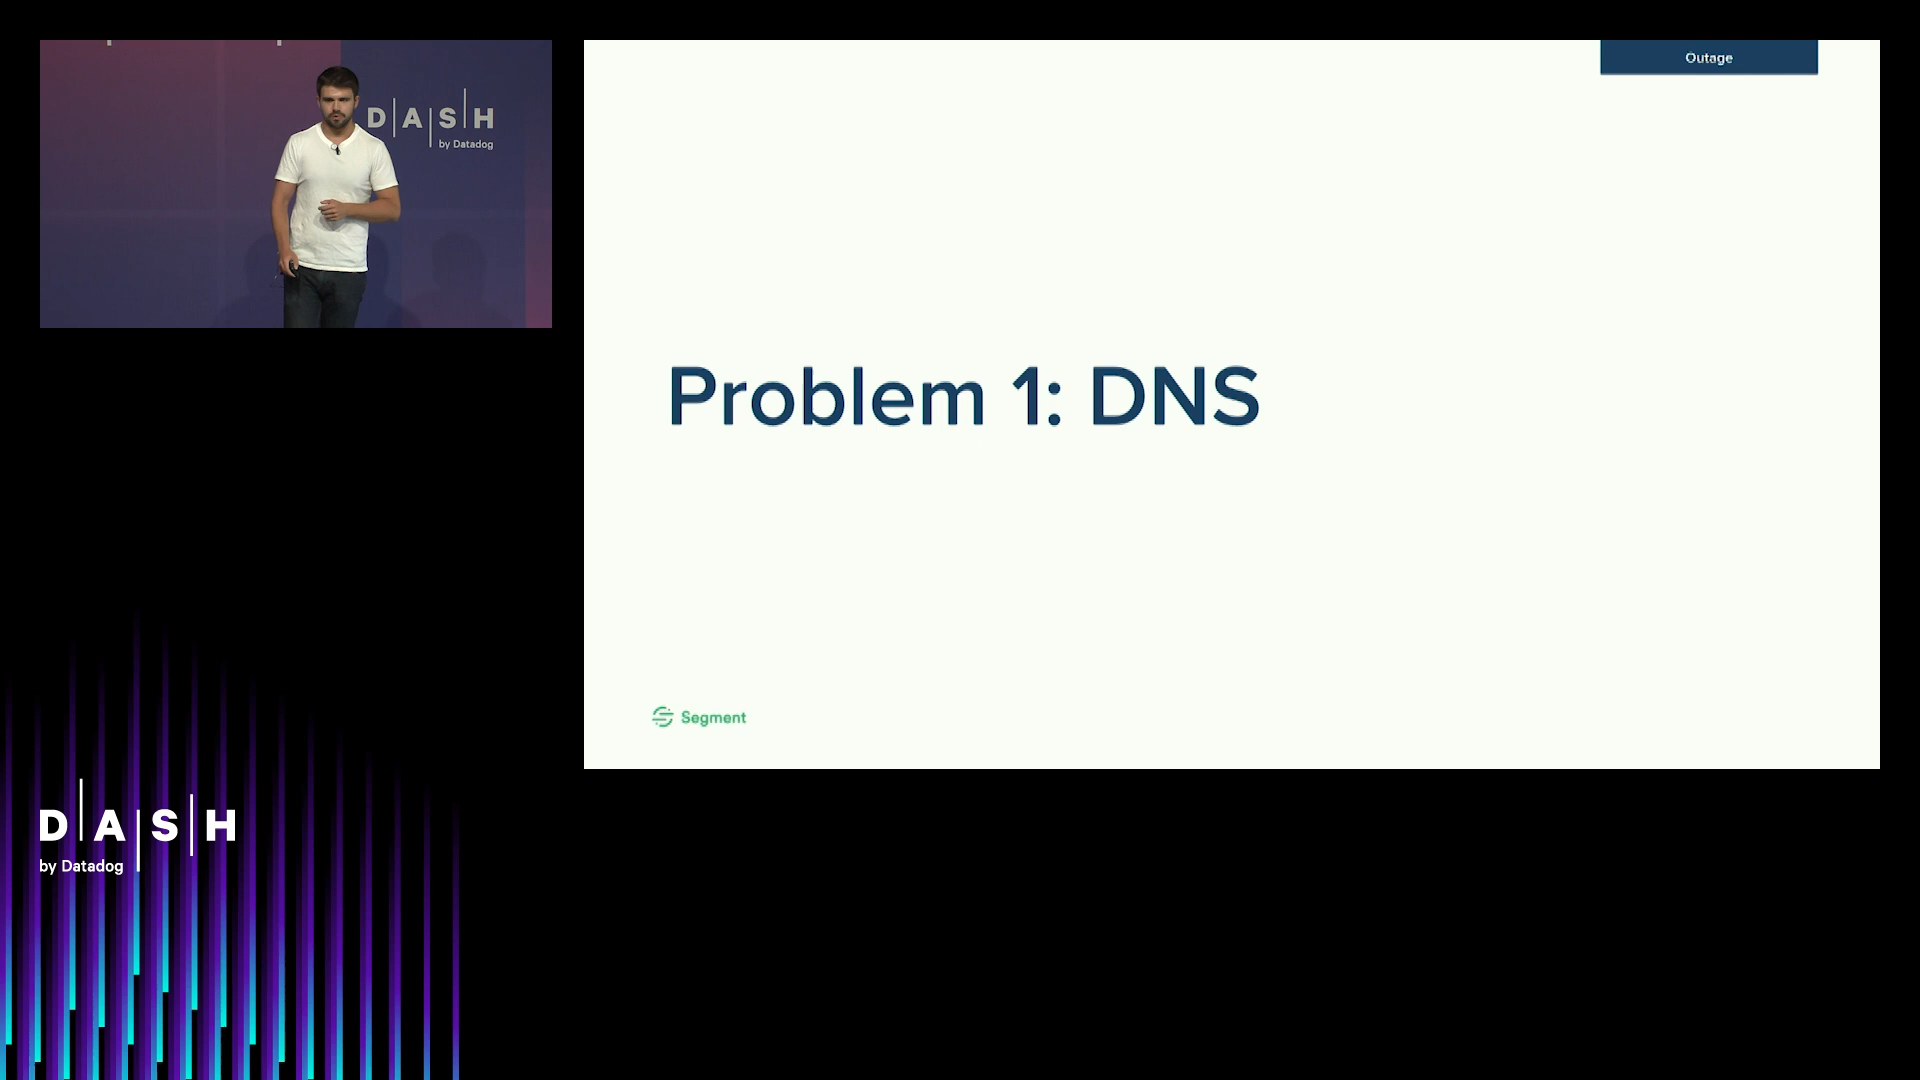 DASH
by Datadog
Outage
Problem 1: DNS
Segment
DASH
by Datadog